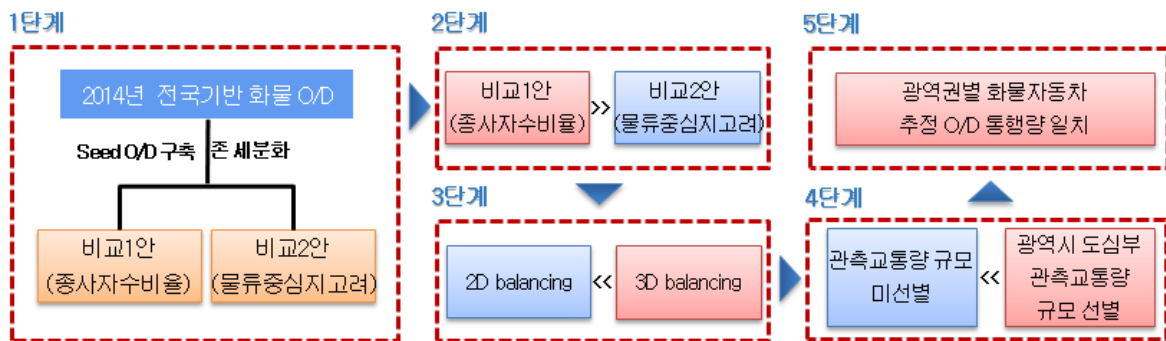 1단계
2014년 전국기반 화물 O/D
Seed O/D 구축 존 세분화
비교1안
(종사자수비율)
비교2안
(물류중심지고려)
2단계
비교1안
(종사자수비율)
>>
비교2안
(물류중심지고려)
3단계
2D balancing
<<
3D balancing
4단계
관측교통량 규모
미선별
<<
광역시 도심부
관측교통량
규모 선별
5단계
광역권별 화물자동차
추정 O/D 통행량 일치